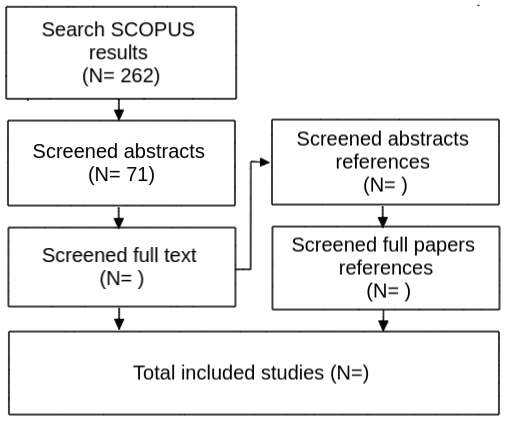 Search SCOPUS
results
(N= 262)
Screened abstracts
(N= 71)
Screened full text
(N= )
Screened abstracts
references
(N= )
Screened full papers
references
(N= )
Total included studies (N=)